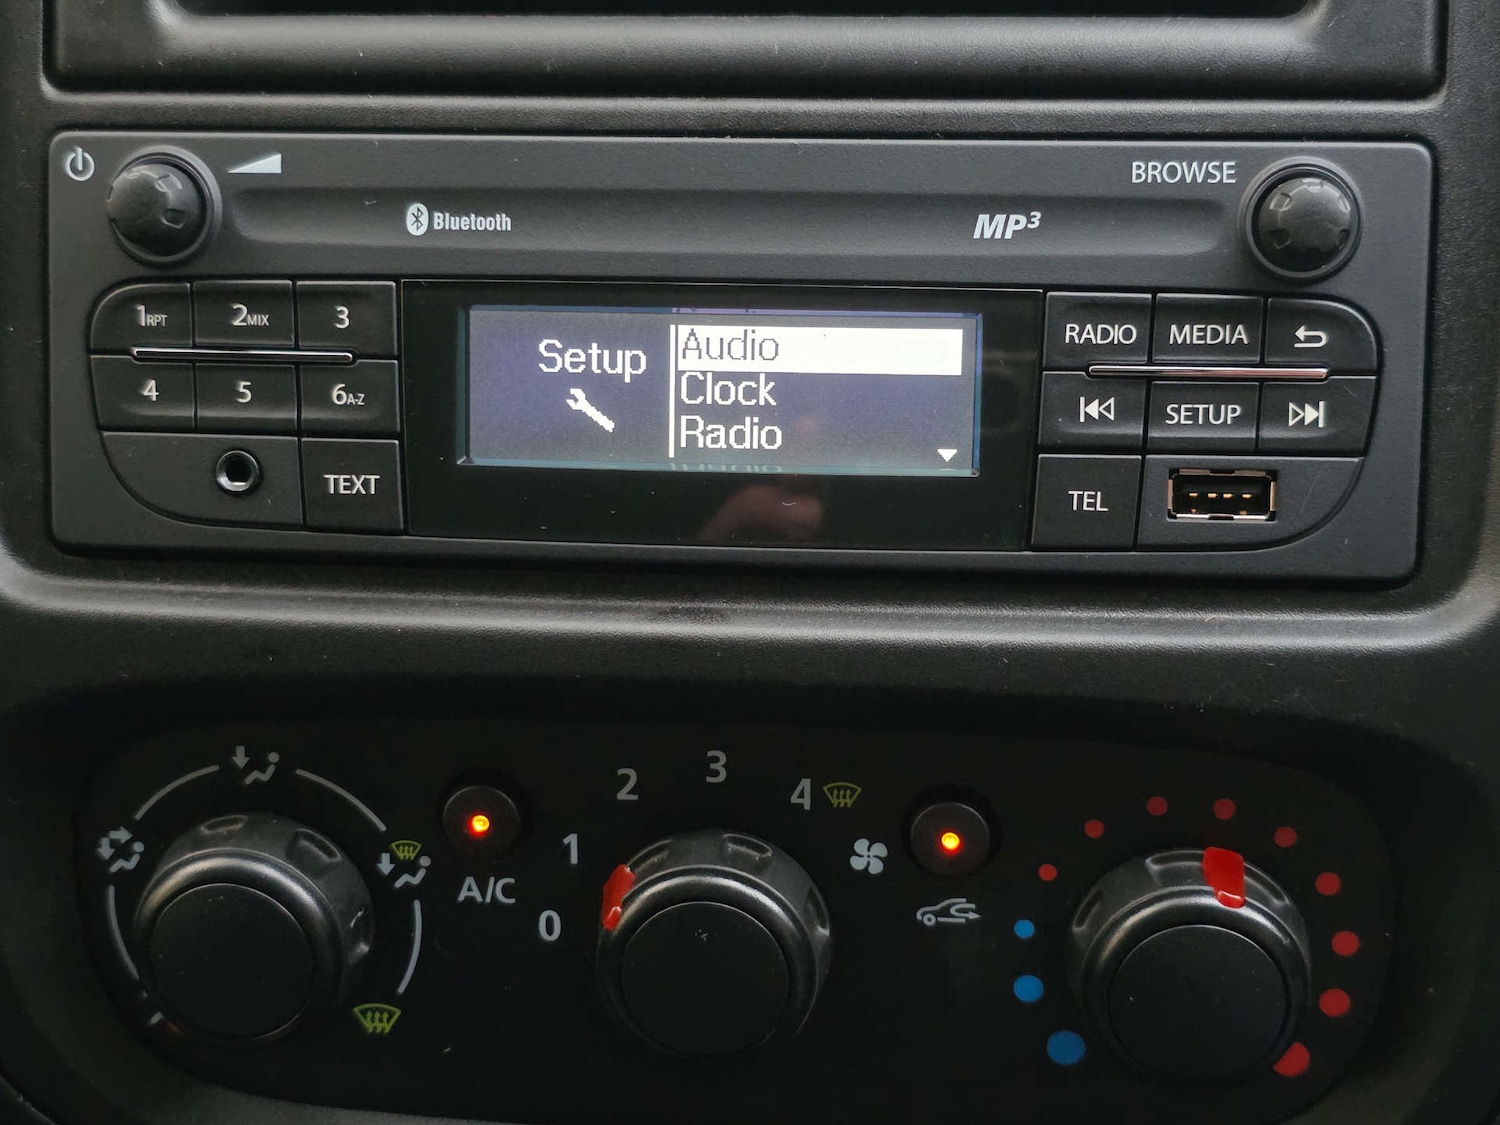 BROWSE
Bluetooth
MP3
1RPT
2MIX
3
4
5
6A-Z
TEXT
Setup
Audio
Clock
Radio
RADIO
MEDIA
SETUP
TEL
A/C
0
1
2
3
4